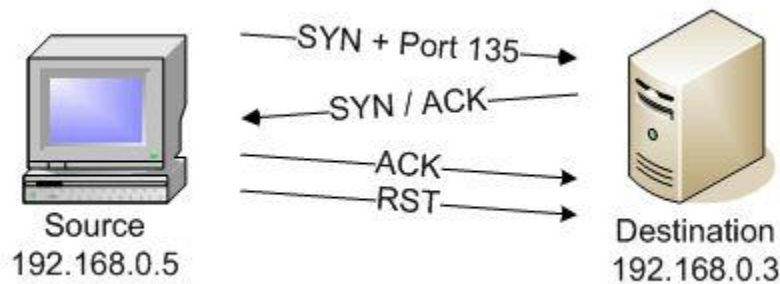 SYN + Port 135
SYN / ACK
ACK
RST
Source
192.168.0.5
Destination
192.168.0.3